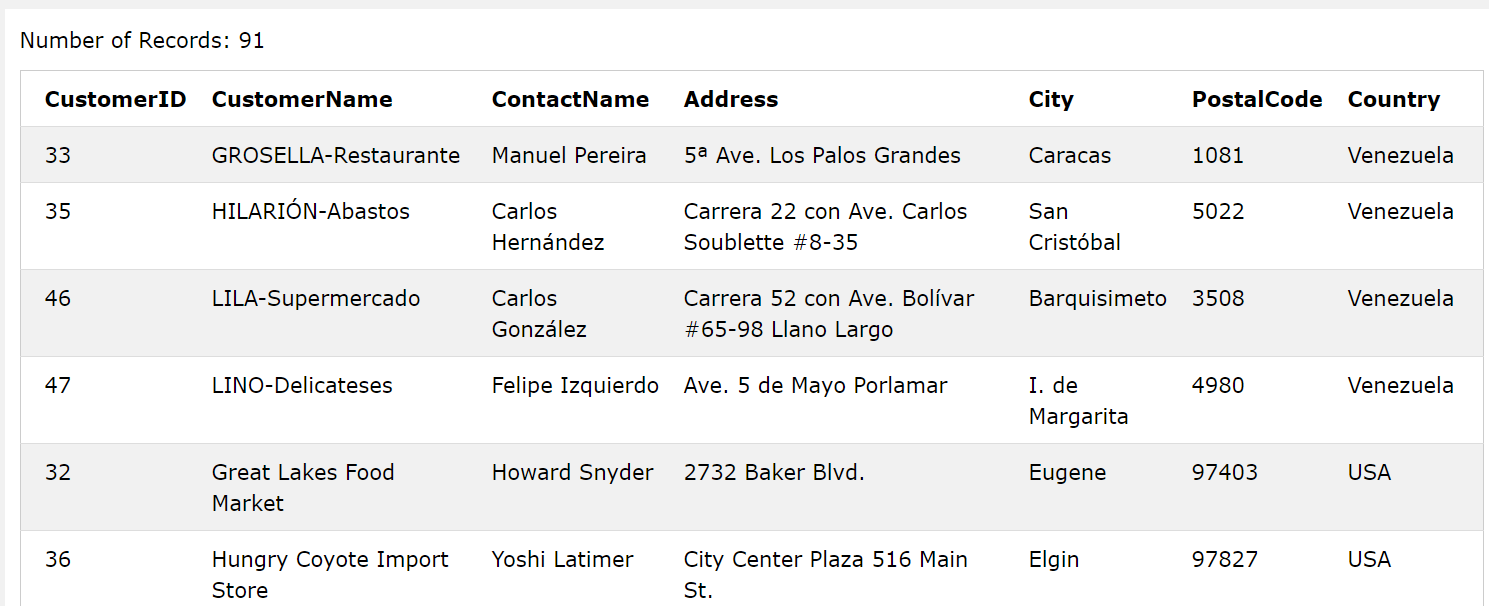 Number of Records: 91
CustomerID CustomerName ContactName Address City PostalCode Country
33 GROSELLA-Restaurante Manuel Pereira 5ª Ave. Los Palos Grandes Caracas 1081 Venezuela
35 HILARIÓN-Abastos Carlos Carrera 22 con Ave. Carlos San 5022 Venezuela
Hernández Soublette #8-35 Cristóbal
46 LILA-Supermercado Carlos Carrera 52 con Ave. Bolívar Barquisimeto 3508 Venezuela
González #65-98 Llano Largo
47 LINO-Delicateses Felipe Izquierdo Ave. 5 de Mayo Porlamar I. de 4980 Venezuela
Margarita
32 Great Lakes Food Howard Snyder 2732 Baker Blvd. Eugene 97403 USA
Market
36 Hungry Coyote Import Yoshi Latimer City Center Plaza 516 Main Elgin 97827 USA
Store St.